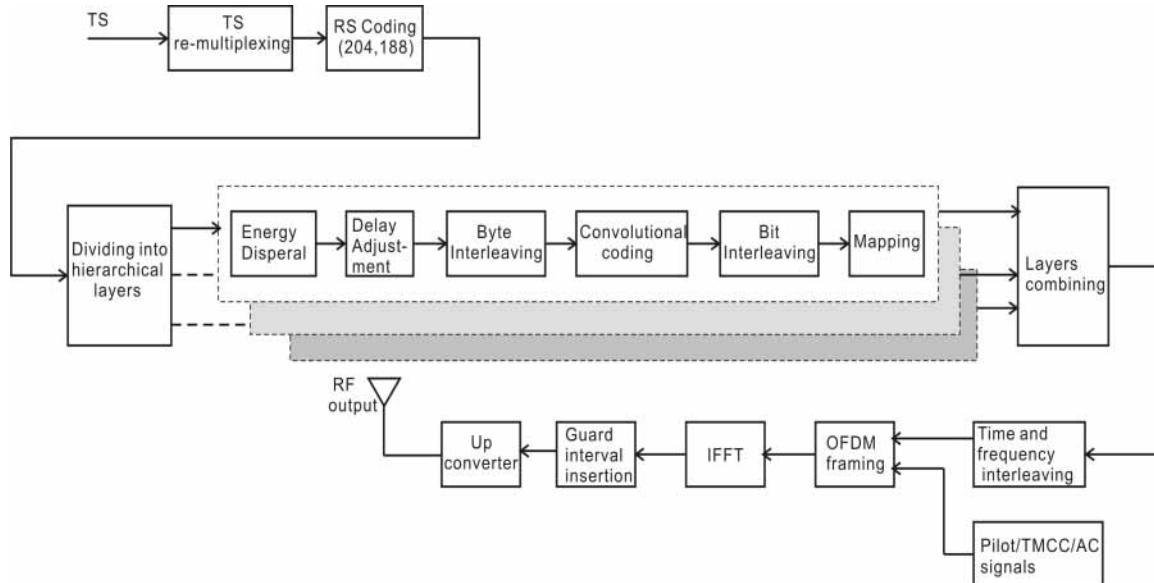 TS
TS
re-multiplexing
RS Coding
(204,188)
Dividing into
hierarchical
layers
Energy
Disperal
Delay
Adjust-
ment
Byte
Interleaving
Convolutional
coding
Bit
Interleaving
Mapping
Layers
combining
RF
output
Up
converter
Guard
interval
insertion
IFFT
OFDM
framing
Time and
frequency
interleaving
Pilot/TMCC/AC
signals